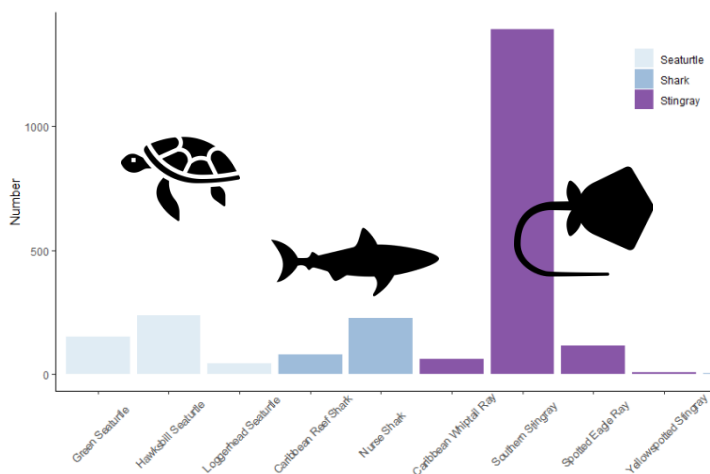 Seaturtle
Shark
Stingray
1000
500
0
Number
Green Seaturtle
Hawksbill Seaturtle
Loggerhead Seaturtle
Caribbean Reef Shark
Nurse Shark
Caribbean Whiptail Ray
Southern Stingray
Spotted Eagle Ray
Yellowspotted Stingray